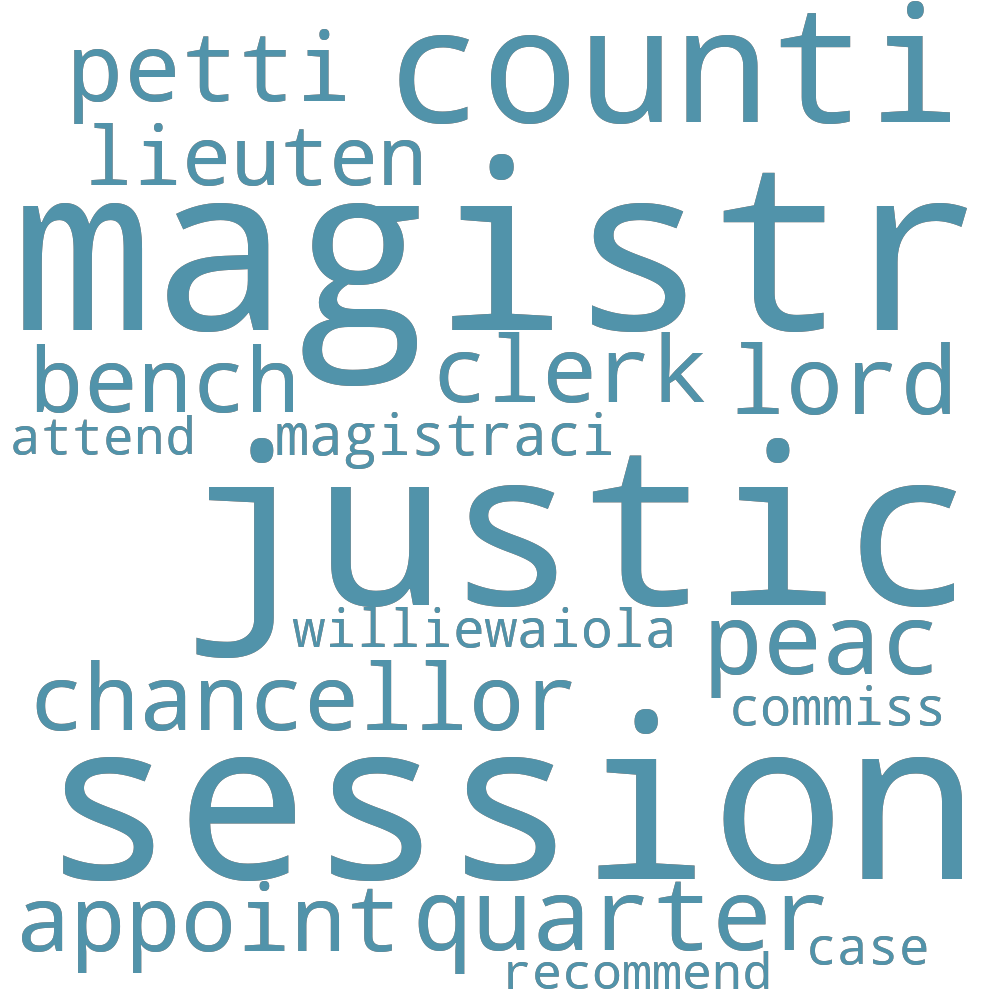 petti counti
lieuten
magistr
bench clerk lord
attend magistraci
justic
williewaiola peac
chancellor commiss
session
appoint quarter case
recommend